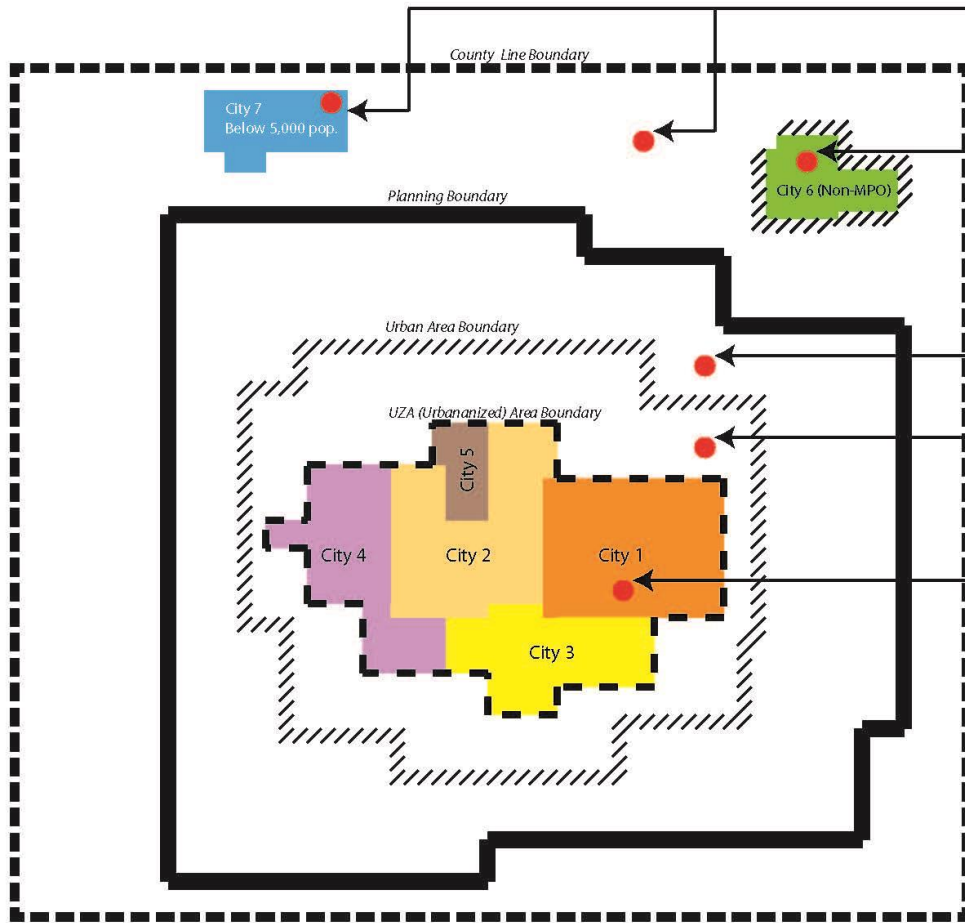 County Line Boundary
City 7
Below 5,000 pop.
City 6 (Non-MPO)
Planning Boundary
Urban Area Boundary
UZA (Urbananized) Area Boundary
City 5
City 4
City 2
City 1
City 3